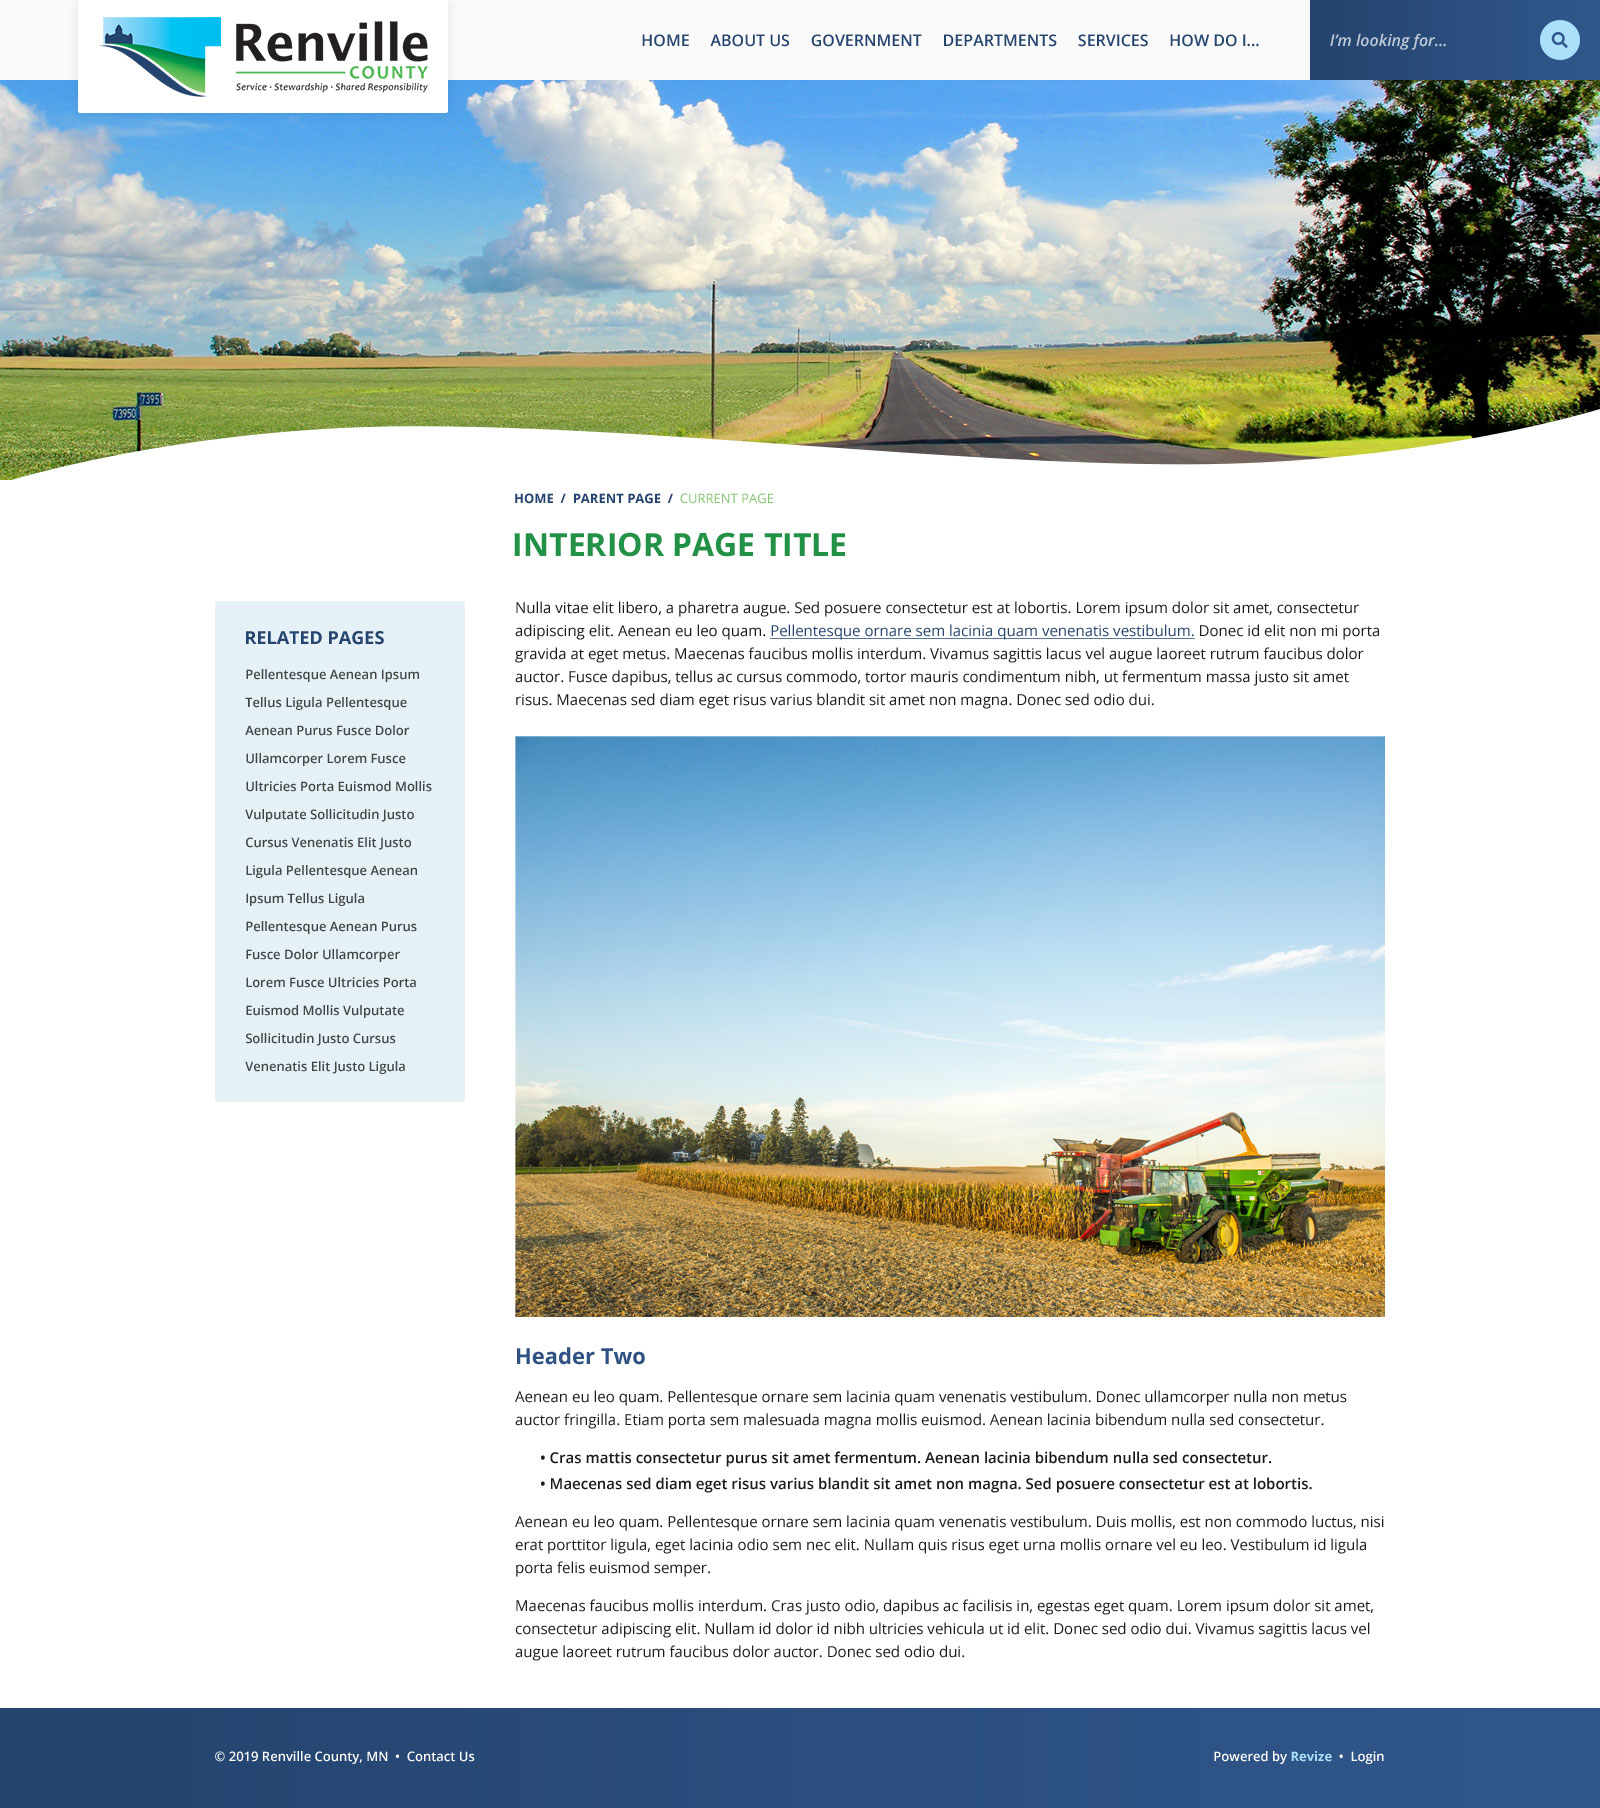 Renville
COUNTY
Service · Stewardship · Shared Responsibility
HOME ABOUT US GOVERNMENT DEPARTMENTS SERVICES HOW DO I...
I'm looking for...
73951
73950
HOME / PARENT PAGE / CURRENT PAGE
INTERIOR PAGE TITLE
RELATED PAGES
Pellentesque Aenean Ipsum
Tellus Ligula Pellentesque
Aenean Purus Fusce Dolor
Ullamcorper Lorem Fusce
Ultricies Porta Euismod Mollis
Vulputate Sollicitudin Justo
Cursus Venenatis Elit Justo
Ligula Pellentesque Aenean
Ipsum Tellus Ligula
Pellentesque Aenean Purus
Fusce Dolor Ullamcorper
Lorem Fusce Ultricies Porta
Euismod Mollis Vulputate
Sollicitudin Justo Cursus
Venenatis Elit Justo Ligula
Nulla vitae elit libero, a pharetra augue. Sed posuere consectetur est at lobortis. Lorem ipsum dolor sit amet, consectetur
adipiscing elit. Aenean eu leo quam. Pellentesque ornare sem lacinia quam venenatis vestibulum. Donec id elit non mi porta
gravida at eget metus. Maecenas faucibus mollis interdum. Vivamus sagittis lacus vel augue laoreet rutrum faucibus dolor
auctor. Fusce dapibus, tellus ac cursus commodo, tortor mauris condimentum nibh, ut fermentum massa justo sit amet
risus. Maecenas sed diam eget risus varius blandit sit amet non magna. Donec sed odio dui.
Header Two
Aenean eu leo quam. Pellentesque ornare sem lacinia quam venenatis vestibulum. Donec ullamcorper nulla non metus
auctor fringilla. Etiam porta sem malesuada magna mollis euismod. Aenean lacinia bibendum nulla sed consectetur.
• Cras mattis consectetur purus sit amet fermentum. Aenean lacinia bibendum nulla sed consectetur.
• Maecenas sed diam eget risus varius blandit sit amet non magna. Sed posuere consectetur est at lobortis.
Aenean eu leo quam. Pellentesque ornare sem lacinia quam venenatis vestibulum. Duis mollis, est non commodo luctus, nisi
erat porttitor ligula, eget lacinia odio sem nec elit. Nullam quis risus eget urna mollis ornare vel eu leo. Vestibulum id ligula
porta felis euismod semper.
Maecenas faucibus mollis interdum. Cras justo odio, dapibus ac facilisis in, egestas eget quam. Lorem ipsum dolor sit amet,
consectetur adipiscing elit. Nullam id dolor id nibh ultricies vehicula ut id elit. Donec sed odio dui. Vivamus sagittis lacus vel
augue laoreet rutrum faucibus dolor auctor. Donec sed odio dui.
© 2019 Renville County, MN • Contact Us
Powered by Revize • Login